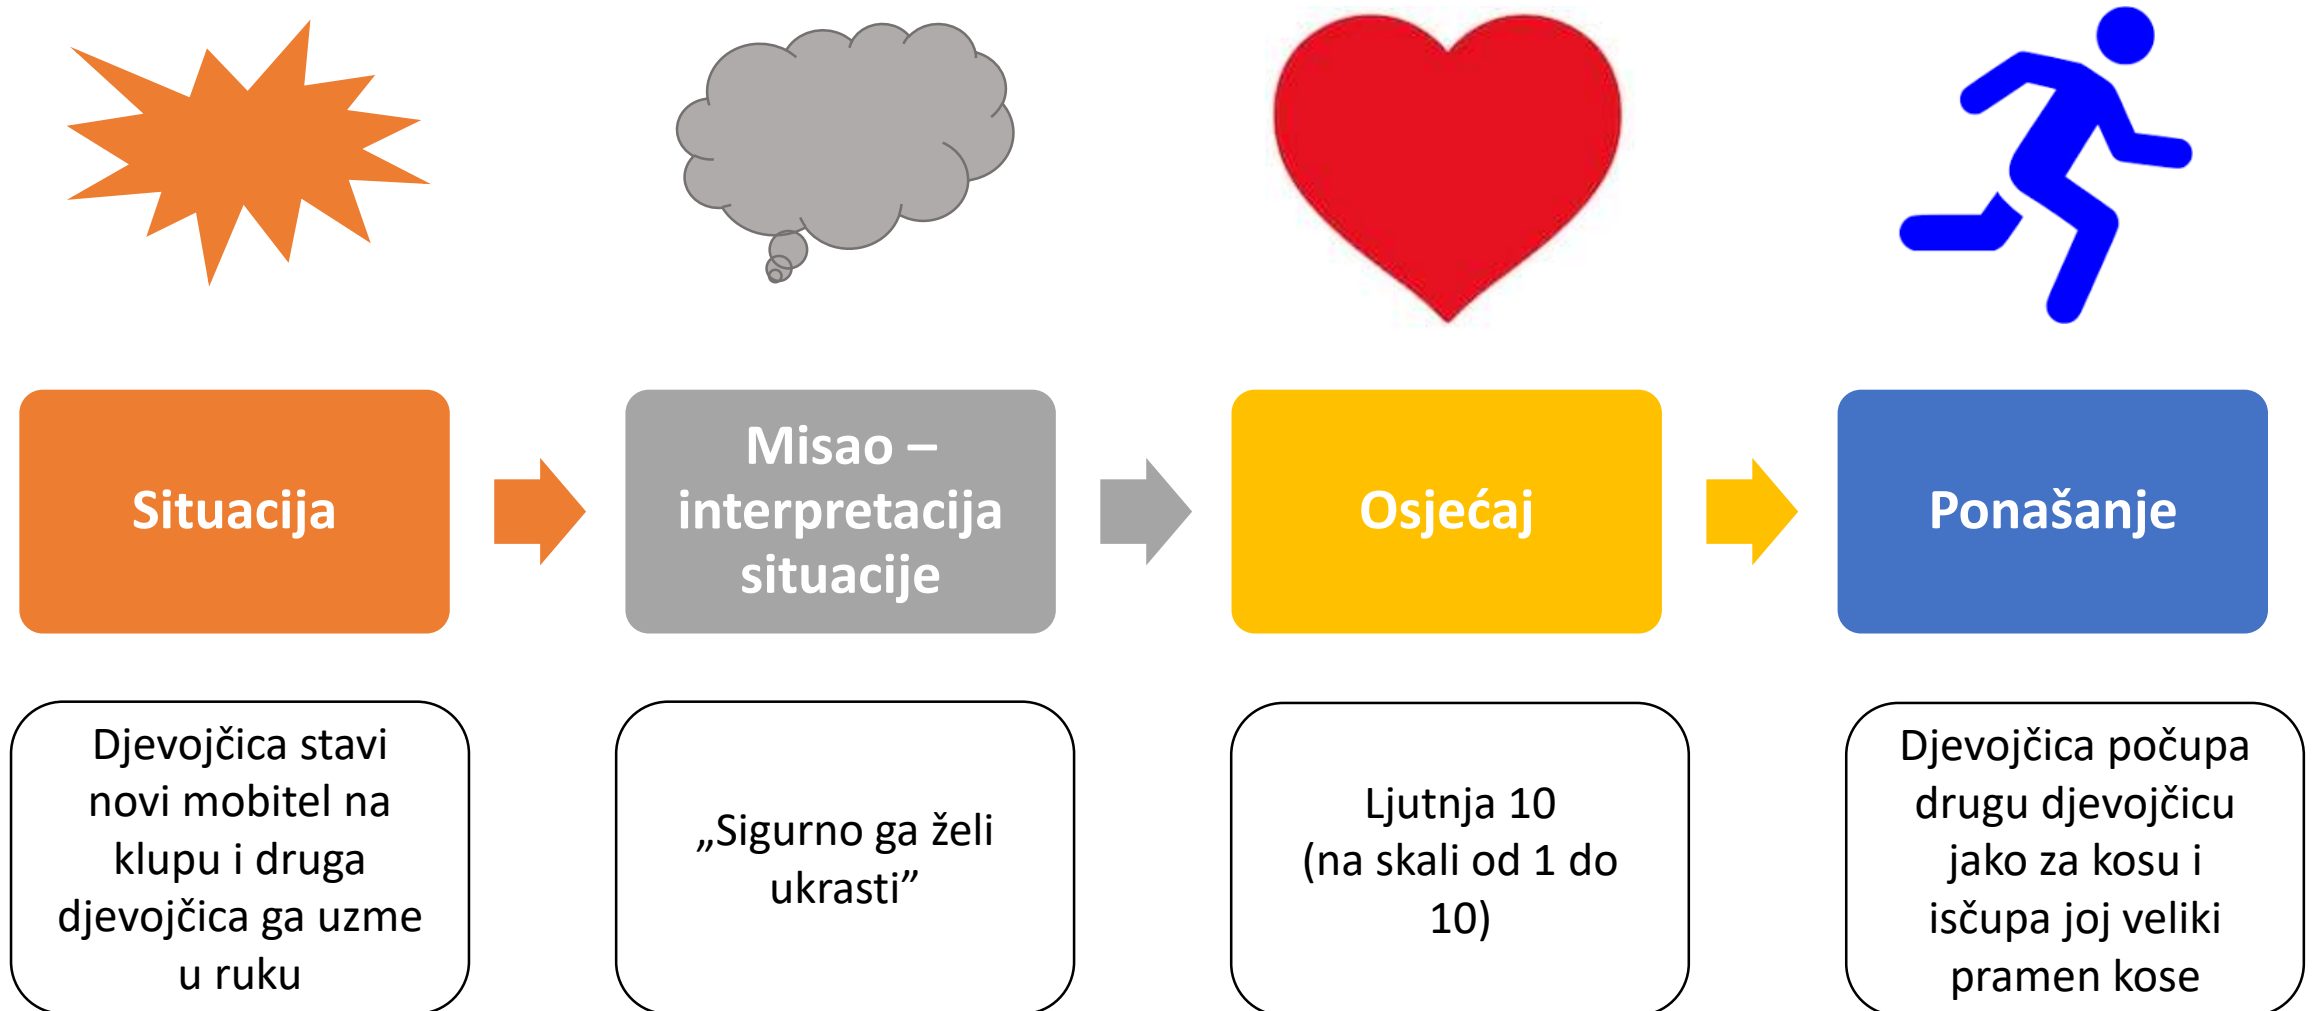 Situacija
Misao –
interpretacija
situacije
Osjećaj
Ponašanje
Djevojčica stavi
novi mobitel na
klupu i druga
djevojčica ga uzme
u ruku
„Sigurno ga želi
ukrasti”
Ljutnja 10
(na skali od 1 do
10)
Djevojčica počupa
drugu djevojčicu
jako za kosu i
isčupa joj veliki
pramen kose